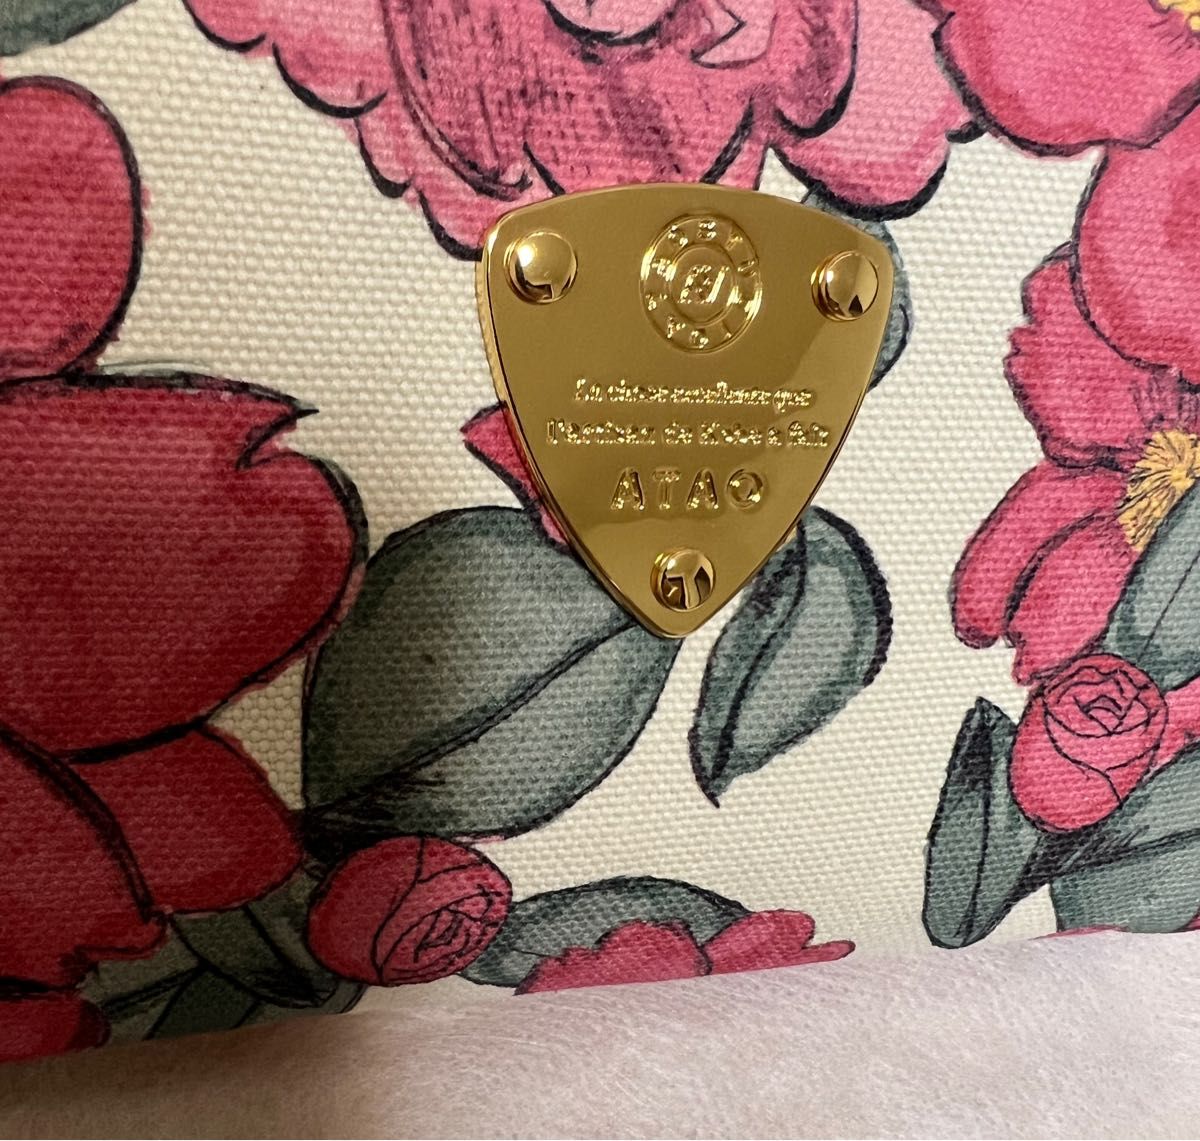 La chose excellente que
l'artisan de Kobe a fait
ATAO